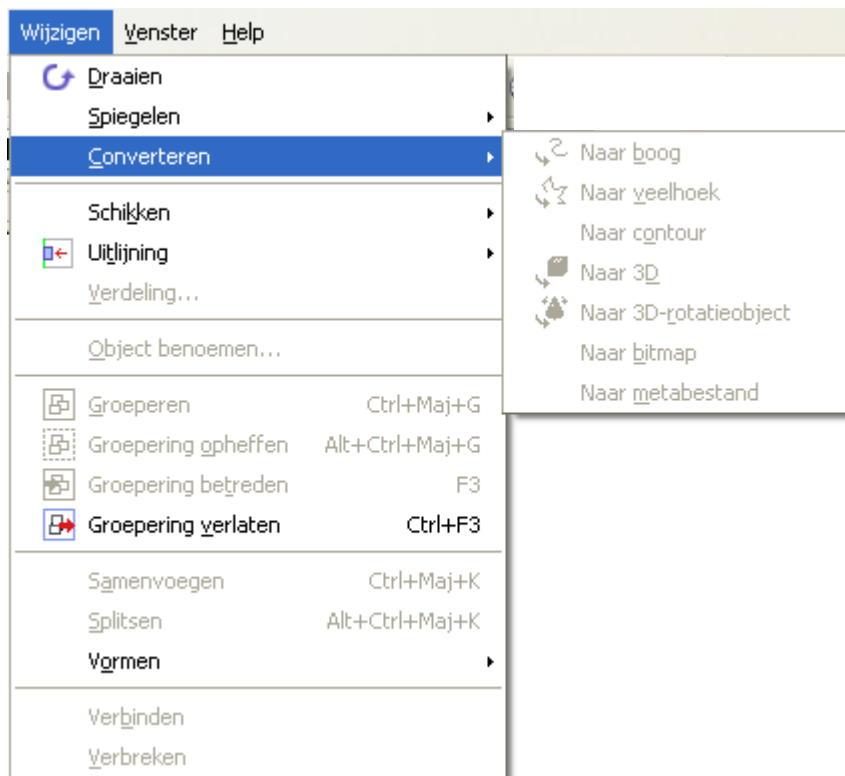 Wijzigen Venster Help
Draaien
Spiegelen
Converteren
Naar boog
Naar veelhoek
Naar contour
Naar 3D
Naar 3D-rotatieobject
Naar bitmap
Naar metabestand
Schikken
Uitlijning
Verdeling...
Object benoemen...
Groeperen Ctrl+Maj+G
Groepering opheffen Alt+Ctrl+Maj+G
Groepering betreden F3
Groepering verlaten Ctrl+F3
Samenvoegen Ctrl+Maj+K
Splitsen Alt+Ctrl+Maj+K
Vormen
Verbinden
Verbreken